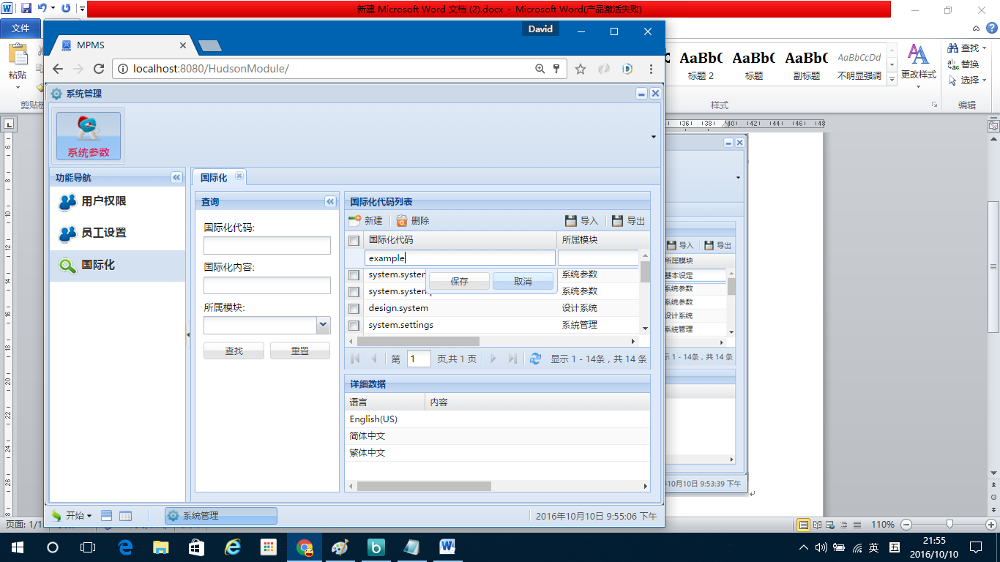 新建 Microsoft Word 文档 (2).docx - Microsoft Word(产品激活失败)
文件
David
MPMS
粘贴
localhost:8080/HudsonModule/
AaBbC AaBbC AaBbC AaBbCcDd
标题 2 标题 副标题 不明显强调
更改样式
查找
替换
选择
剪贴板
样式
编辑
系统管理
系统参数
功能导航
用户权限
员工设置
国际化
国际化
查询
国际化代码:
国际化内容:
所属模块:
查找 重置
国际化代码列表
新建 删除 导入 导出
国际化代码 所属模块
example
system.system 系统参数
保存 取消
system.system 系统参数
design.system 设计系统
system.settings 系统管理
第 1 页,共 1 页 显示 1 - 14条，共 14 条
详细数据
语言 内容
English(US)
简体中文
繁体中文
开始 系统管理 2016年10月10日 9:55:06 下午
导入 导出
所属模块
基本设定
系统参数
系统参数
设计系统
系统管理
1 - 14条，共 14 条
年10月10日 9:53:39 下午
页面: 1/1
110%
英
21:55
2016/10/10